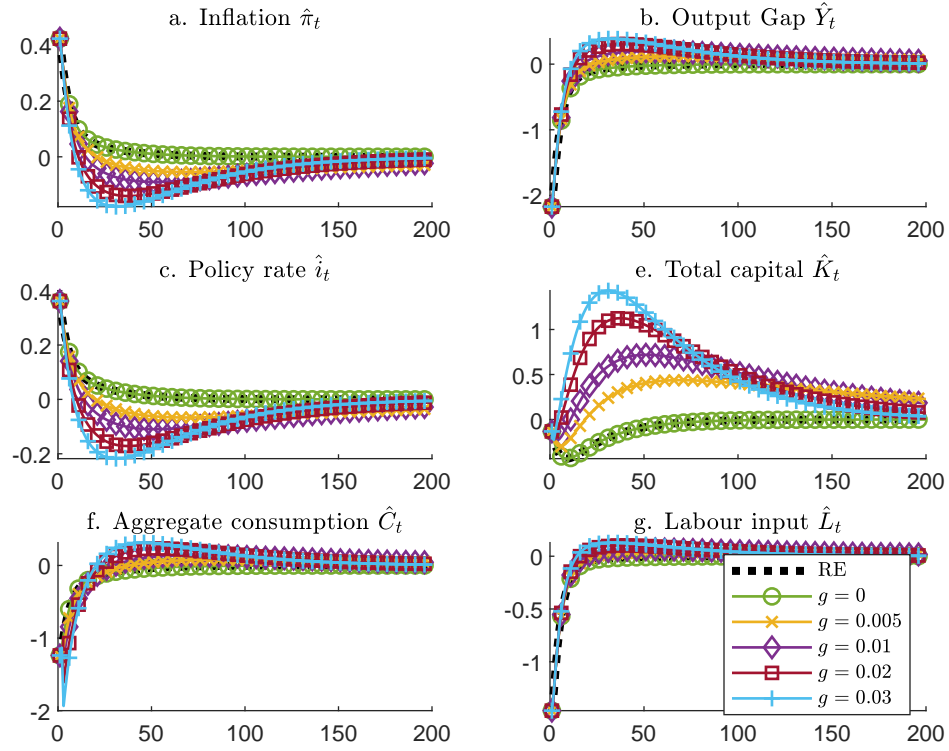 a. Inflation π̂ₜ
0.4
0.2
0
0 50 100 150 200
b. Output Gap Ŷₜ
0
-1
-2
0 50 100 150 200
c. Policy rate îₜ
0.4
0.2
0
-0.2
0 50 100 150 200
e. Total capital K̂ₜ
1
0.5
0
0 50 100 150 200
f. Aggregate consumption Ĉₜ
0
-1
-2
0 50 100 150 200
g. Labour input L̂ₜ
0
-0.5
-1
0 50 100 150 200
RE
g = 0
g = 0.005
g = 0.01
g = 0.02
g = 0.03